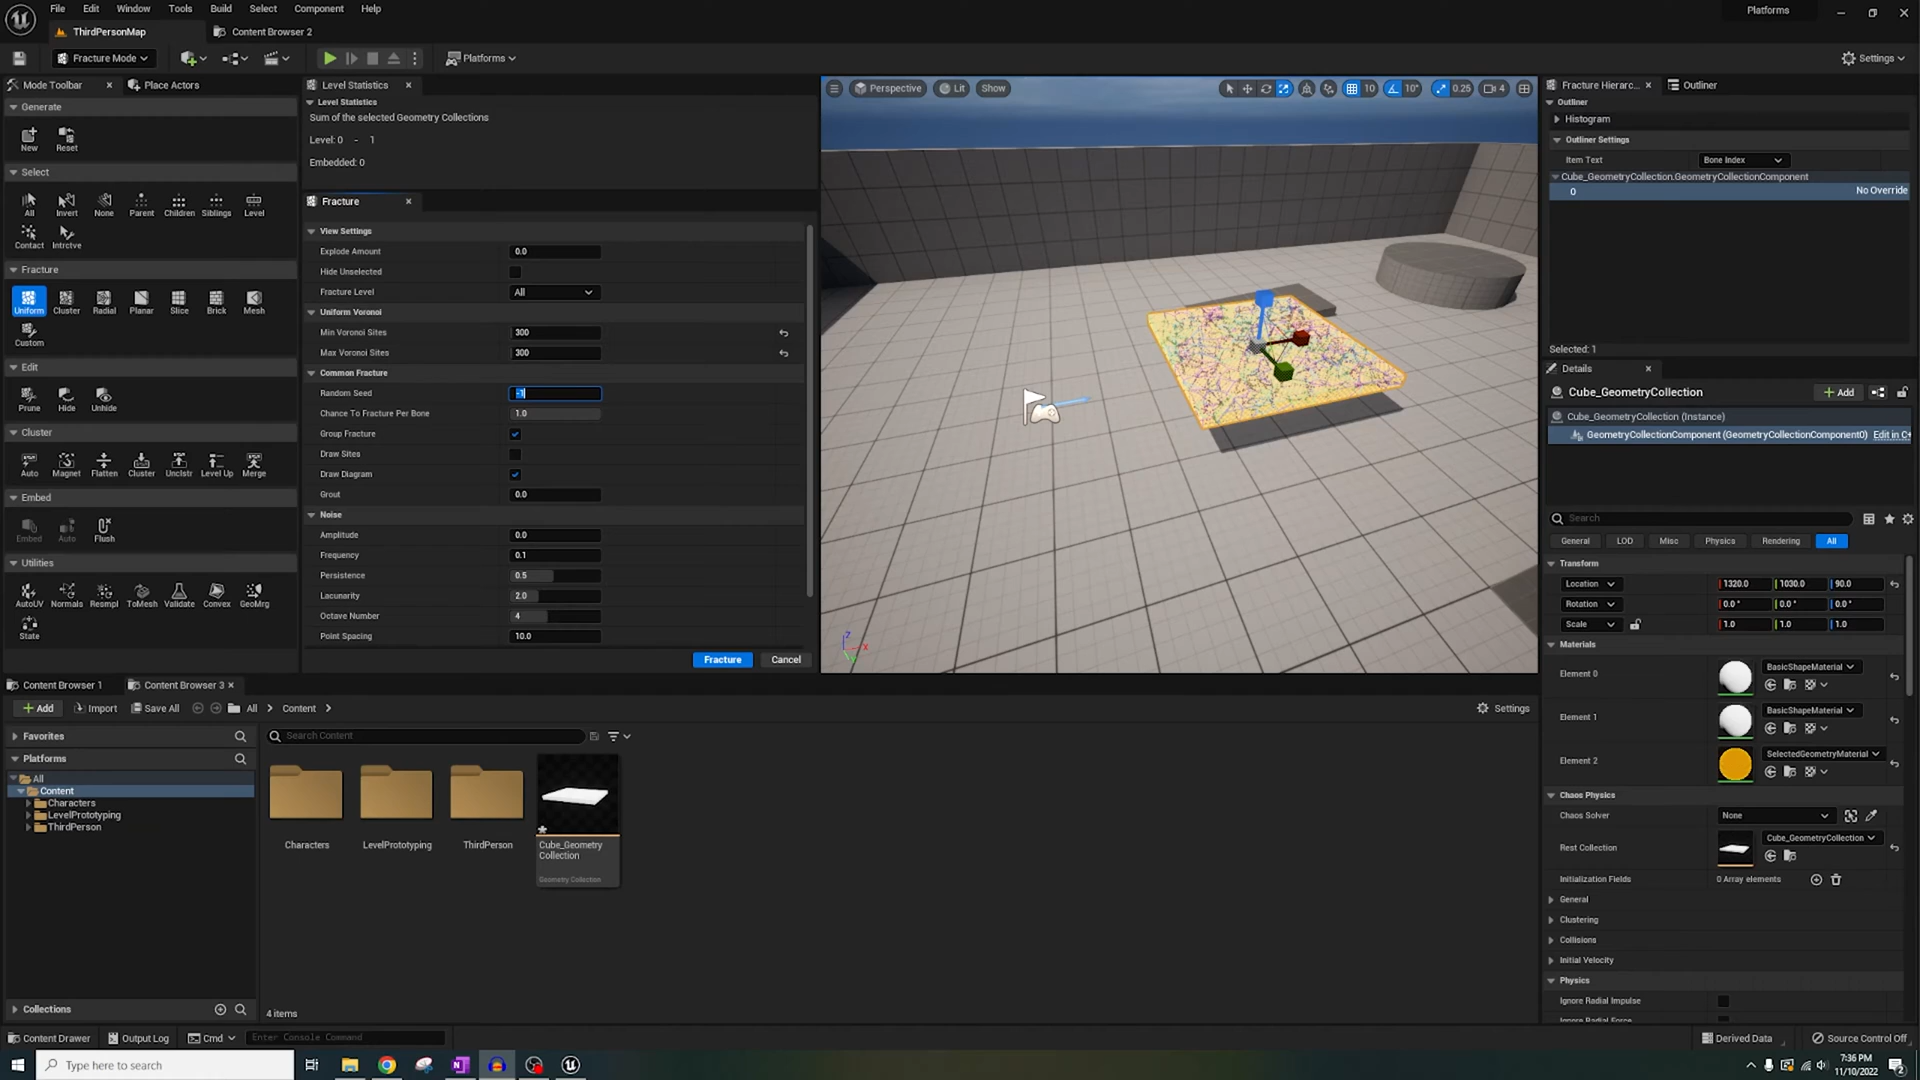 File Edit Window Tools Build Select Actor Component Help
Platforms
ThirdPersonMap
Content Browser 2
Fracture Mode
Platforms
Settings
Mode Toolbar
Place Actors
Generate
New
Reset
Select
All
Invert
None
Parent
Children
Siblings
Level
Contact
Intrctve
Fracture
Uniform
Cluster
Radial
Planar
Slice
Brick
Mesh
Custom
Edit
Prune
Hide
Unhide
Cluster
Auto
Magnet
Flatten
Cluster
Unclstr
Level Up
Merge
Embed
Embed
Auto
Flush
Utilities
AutoUV
Normals
Resmpl
ToMesh
Validate
Convex
GeoMrg
State
Level Statistics
Level Statistics
Sum of the selected Geometry Collections
Level: 0 - 1
Embedded: 0
Fracture
View Settings
Explode Amount 0.0
Hide Unselected
Fracture Level All
Uniform Voronoi
Min Voronoi Sites 300
Max Voronoi Sites 300
Common Fracture
Random Seed -1
Chance To Fracture Per Bone 1.0
Group Fracture
Draw Sites
Draw Diagram
Grout 0.0
Noise
Amplitude 0.0
Frequency 0.1
Persistence 0.5
Lacunarity 2.0
Octave Number 4
Point Spacing 10.0
Fracture
Cancel
Perspective
Lit
Show
10
10°
0.25
4
Z
X
Y
Fracture Hierarc...
Outliner
Outliner
Histogram
Outliner Settings
Item Text Bone Index
Cube_GeometryCollection.GeometryCollectionComponent
0 No Override
Selected: 1
Details
Cube_GeometryCollection
Add
Cube_GeometryCollection (Instance)
GeometryCollectionComponent (GeometryCollectionComponent0) Edit in C+
Search
General
LOD
Misc
Physics
Rendering
All
Transform
Location 1320.0 1030.0 90.0
Rotation 0.0° 0.0° 0.0°
Scale 1.0 1.0 1.0
Materials
Element 0 BasicShapeMaterial
Element 1 BasicShapeMaterial
Element 2 SelectedGeometryMaterial
Chaos Physics
Chaos Solver None
Rest Collection Cube_GeometryCollection
Initialization Fields 0 Array elements
General
Clustering
Collisions
Initial Velocity
Physics
Ignore Radial Impulse
Ignore Radial Force
Content Browser 1
Content Browser 3
Add
Import
Save All
All
Content
Settings
Favorites
Platforms
All
Content
Characters
LevelPrototyping
ThirdPerson
Collections
Search Content
Characters
LevelPrototyping
ThirdPerson
Cube_Geometry
Collection
Geometry Collection
4 items
Content Drawer
Output Log
Cmd
Enter Console Command
Derived Data
Source Control Off
Type here to search
7:36 PM
11/10/2022
2